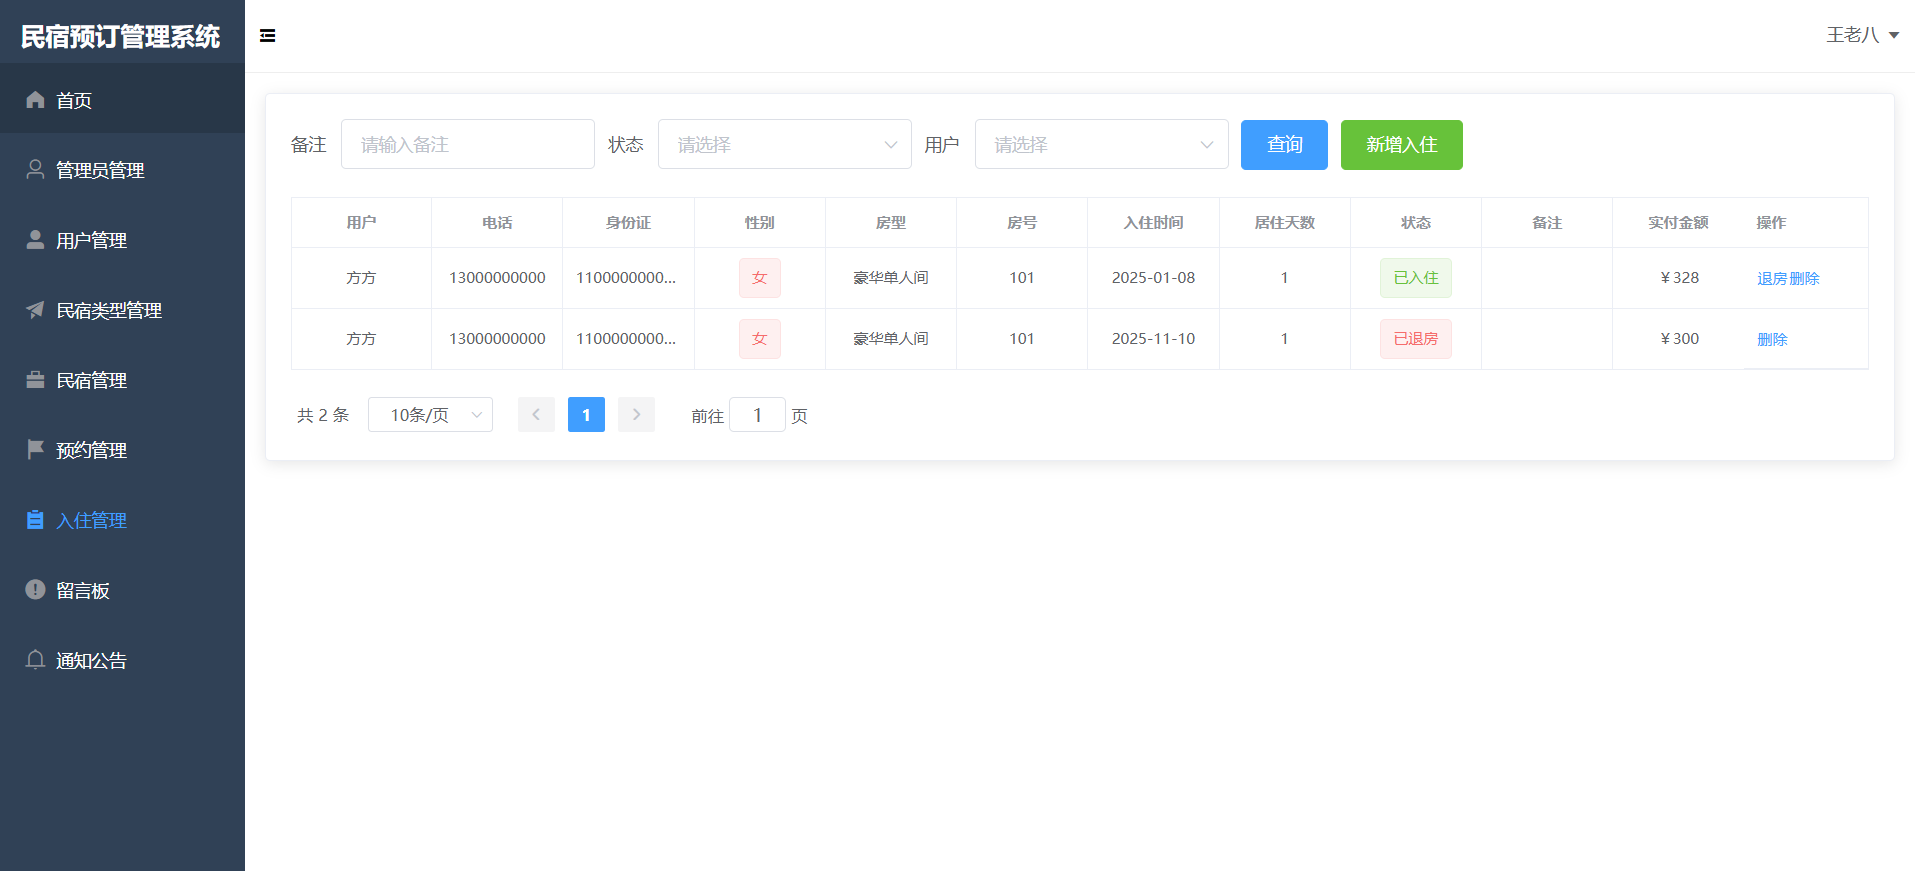 民宿预订管理系统
王老八
首页
管理员管理
用户管理
民宿类型管理
民宿管理
预约管理
入住管理
留言板
通知公告
备注 请输入备注 状态 请选择 用户 请选择 查询 新增入住
用户 电话 身份证 性别 房型 房号 入住时间 居住天数 状态 备注 实付金额 操作
方方 13000000000 1100000000... 女 豪华单人间 101 2025-01-08 1 已入住 ¥328 退房 删除
方方 13000000000 1100000000... 女 豪华单人间 101 2025-11-10 1 已退房 ¥300 删除
共 2 条 10条/页 1 前往 1 页